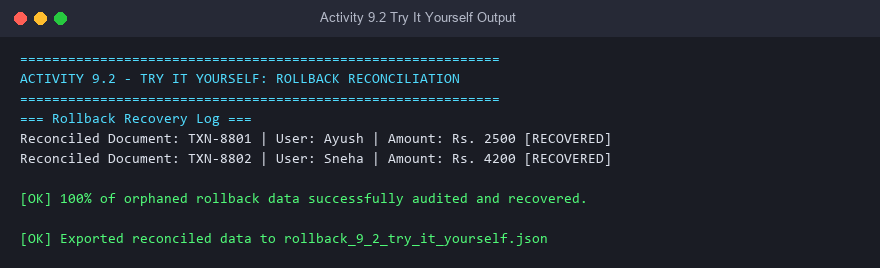 Activity 9.2 Try It Yourself Output
============================================================
ACTIVITY 9.2 - TRY IT YOURSELF: ROLLBACK RECONCILIATION
============================================================
=== Rollback Recovery Log ===
Reconciled Document: TXN-8801 | User: Ayush | Amount: Rs. 2500 [RECOVERED]
Reconciled Document: TXN-8802 | User: Sneha | Amount: Rs. 4200 [RECOVERED]
[OK] 100% of orphaned rollback data successfully audited and recovered.
[OK] Exported reconciled data to rollback_9_2_try_it_yourself.json